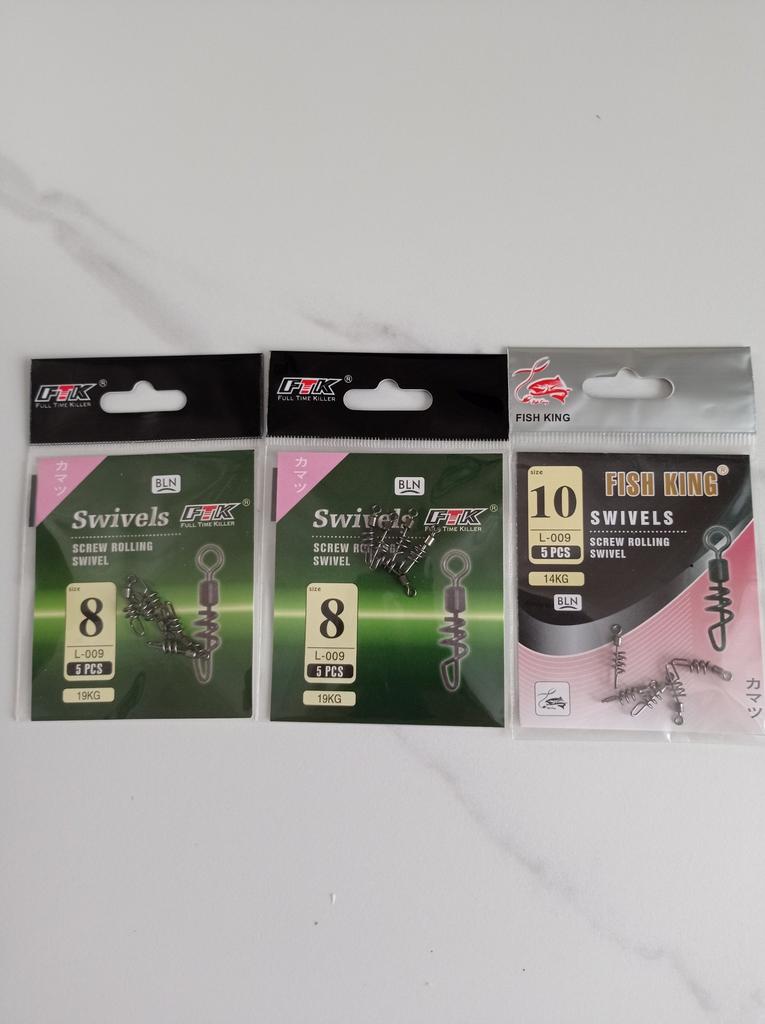 FTK®
FULL TIME KILLER
カマツ
BLN
Swivels FTK®
FULL TIME KILLER
SCREW ROLLING
SWIVEL
size
8
L-009
5 PCS
19KG
FTK®
FULL TIME KILLER
カマツ
BLN
Swivels FTK®
FULL TIME KILLER
SCREW ROLLING
SWIVEL
size
8
L-009
5 PCS
19KG
FISH KING
size
10
L-009
5 PCS
14KG
BLN
FISH KING®
SWIVELS
SCREW ROLLING
SWIVEL
カマツ